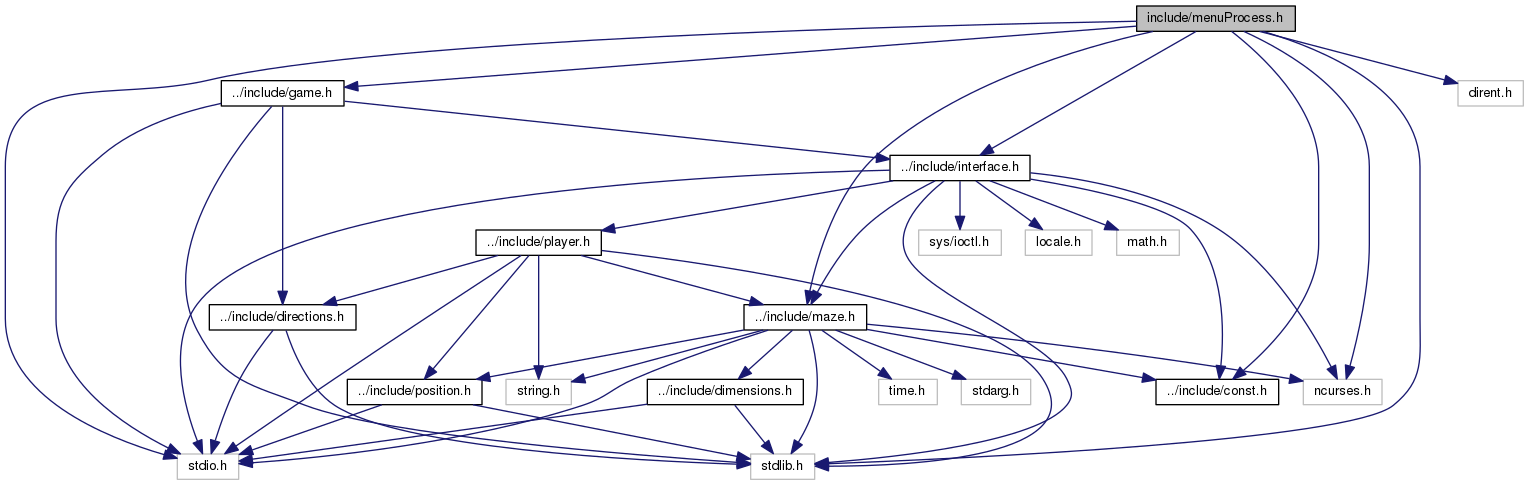 include/menuProcess.h
../include/game.h
dirent.h
../include/interface.h
../include/player.h
sys/ioctl.h
locale.h
math.h
../include/directions.h
../include/maze.h
../include/position.h
string.h
../include/dimensions.h
time.h
stdarg.h
../include/const.h
ncurses.h
stdio.h
stdlib.h